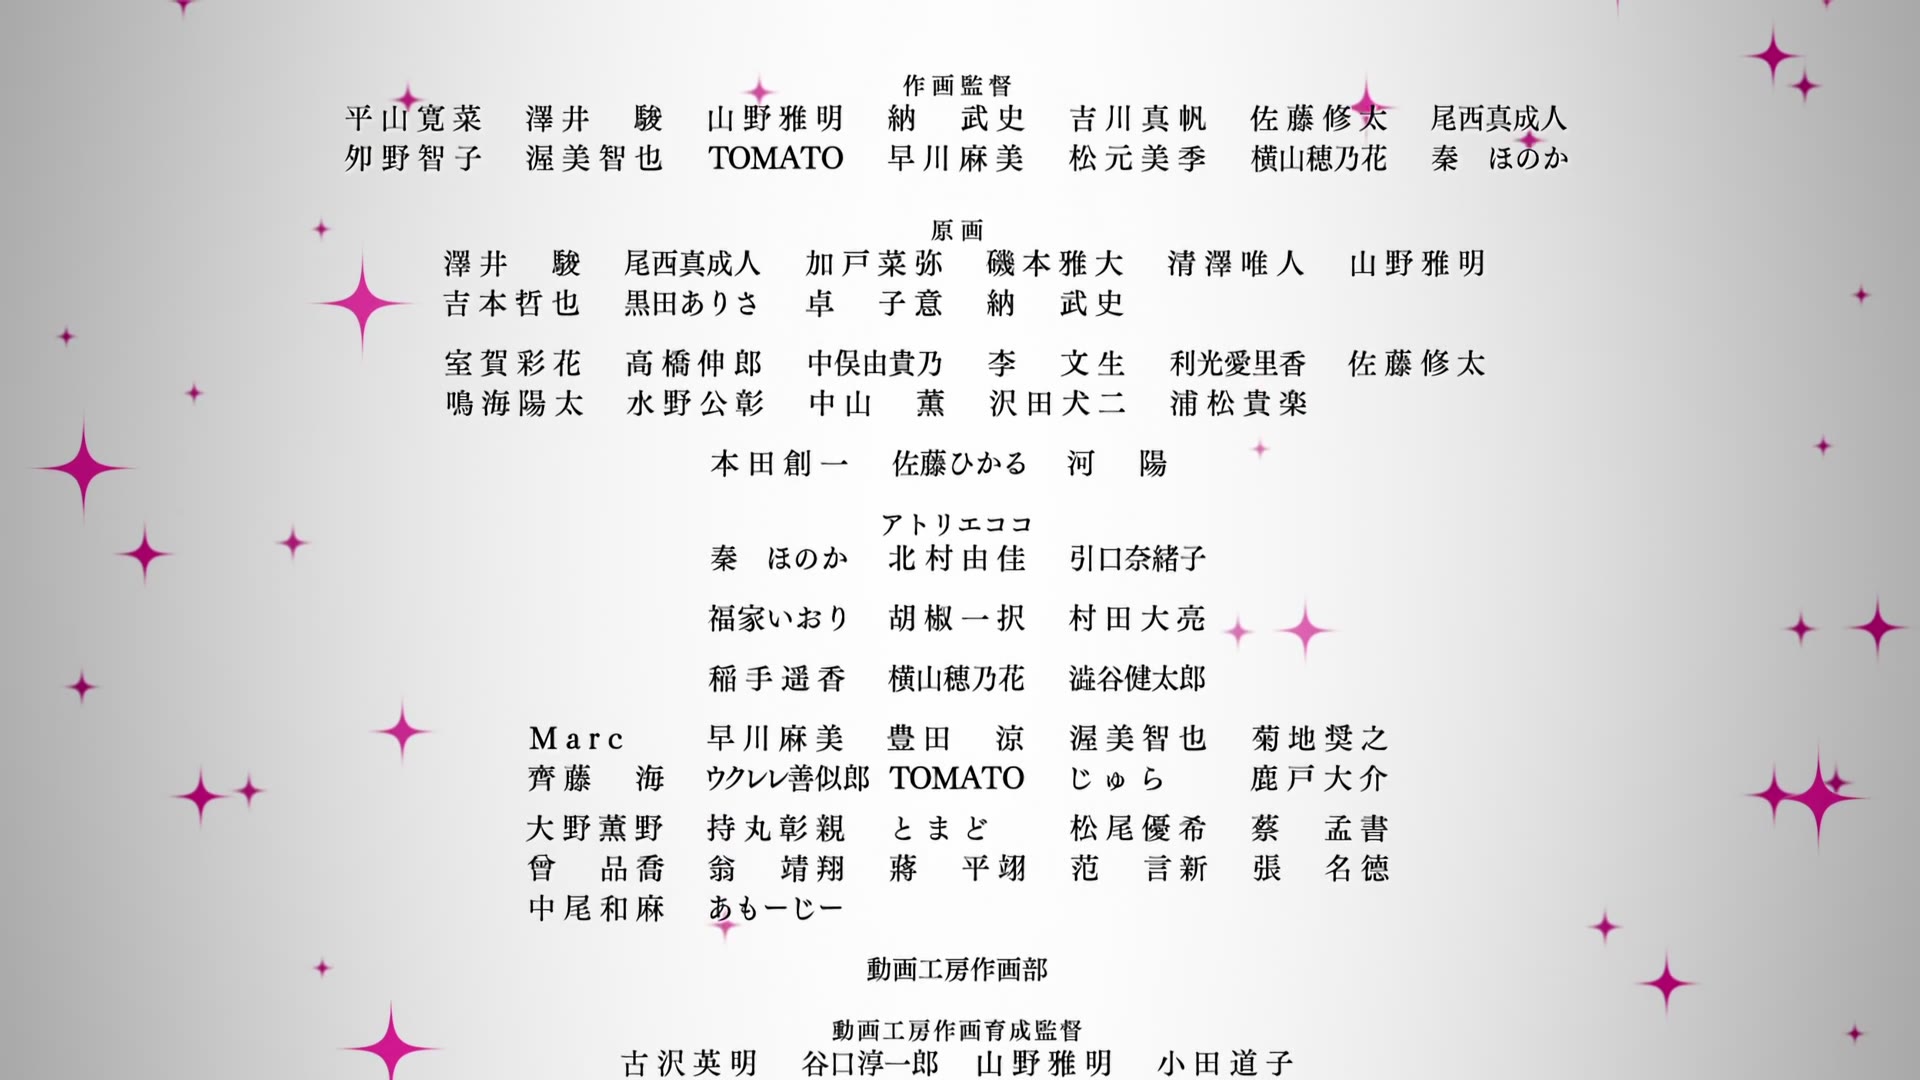 作画監督
平山寛菜 澤井 駿 山野雅明 納 武史 吉川真帆 佐藤修太 尾西真成人
夘野智子 渥美智也 TOMATO 早川麻美 松元美季 横山穂乃花 秦 ほのか
原画
澤井 駿 尾西真成人 加戸菜弥 磯本雅大 清澤唯人 山野雅明
吉本哲也 黒田ありさ 卓 子意 納 武史
室賀彩花 高橋伸郎 中俣由貴乃 李 文生 利光愛里香 佐藤修太
鳴海陽太 水野公彰 中山 薫 沢田犬二 浦松貴楽
本田創一 佐藤ひかる 河 陽
アトリエココ
秦 ほのか 北村由佳 引口奈緒子
福家いおり 胡椒一択 村田大亮
稲手遥香 横山穂乃花 澁谷健太郎
Marc 早川麻美 豊田 涼 渥美智也 菊地奨之
齊藤 海 ウクレレ善似郎 TOMATO じゅら 鹿戸大介
大野薫野 持丸彰親 とまど 松尾優希 蔡 孟書
曾 品喬 翁 靖翔 蔣 平翊 范 言新 張 名德
中尾和麻 あもーじー
動画工房作画部
動画工房作画育成監督
古沢英明 谷口淳一郎 山野雅明 小田道子